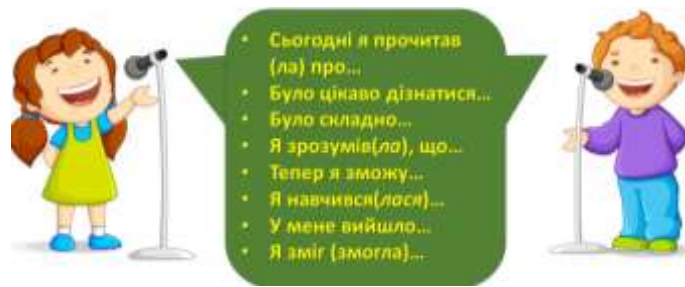 • Сьогодні я прочитав
(ла) про...
• Було цікаво дізнатися...
• Було складно...
• Я зрозумів(ла), що...
• Тепер я зможу...
• Я навчився(лася)...
• У мене вийшло...
• Я зміг (змогла)...